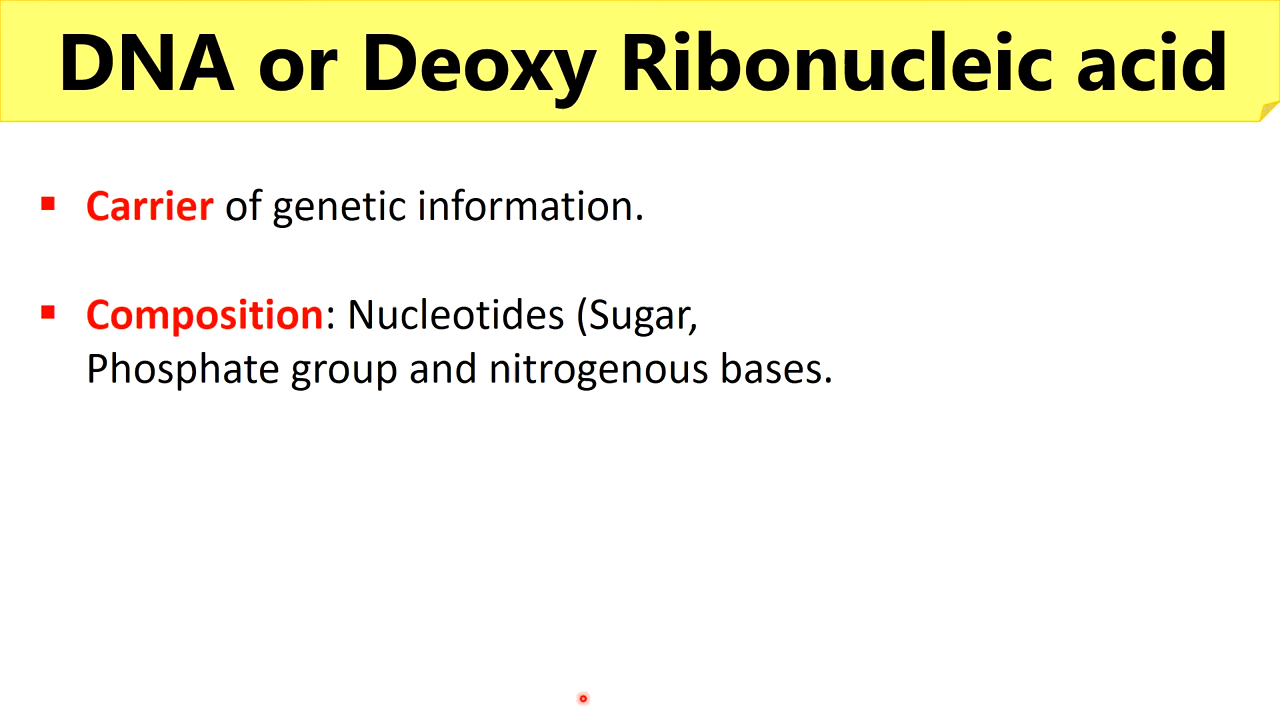 DNA or Deoxy Ribonucleic acid
▪ Carrier of genetic information.
▪ Composition: Nucleotides (Sugar,
Phosphate group and nitrogenous bases.